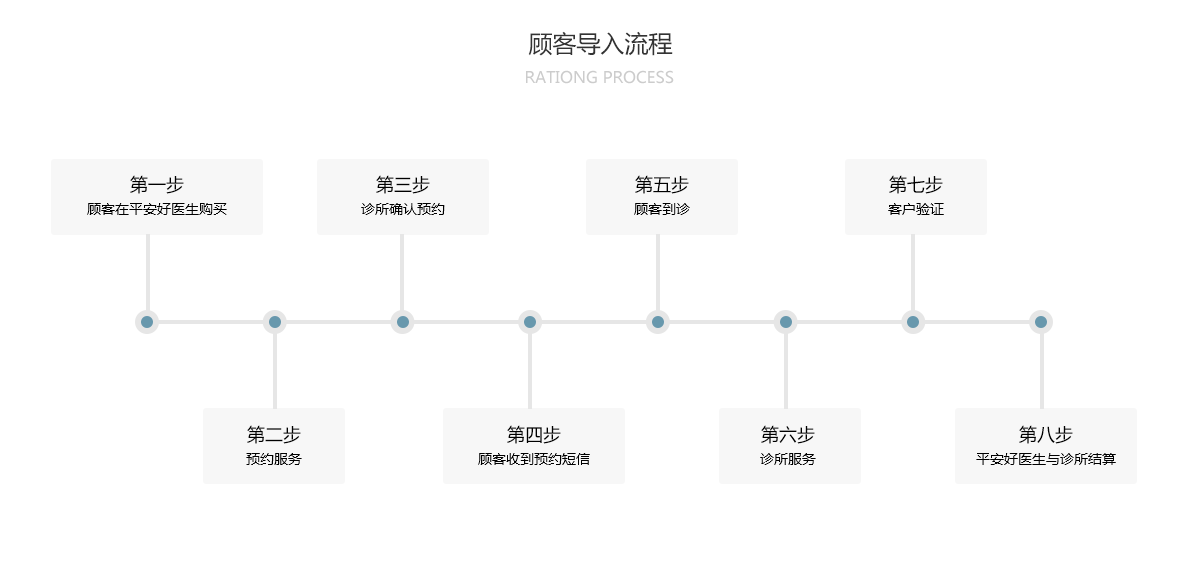 顾客导入流程
RATIONG PROCESS
第一步
顾客在平安好医生购买
第二步
预约服务
第三步
诊所确认预约
第四步
顾客收到预约短信
第五步
顾客到诊
第六步
诊所服务
第七步
客户验证
第八步
平安好医生与诊所结算